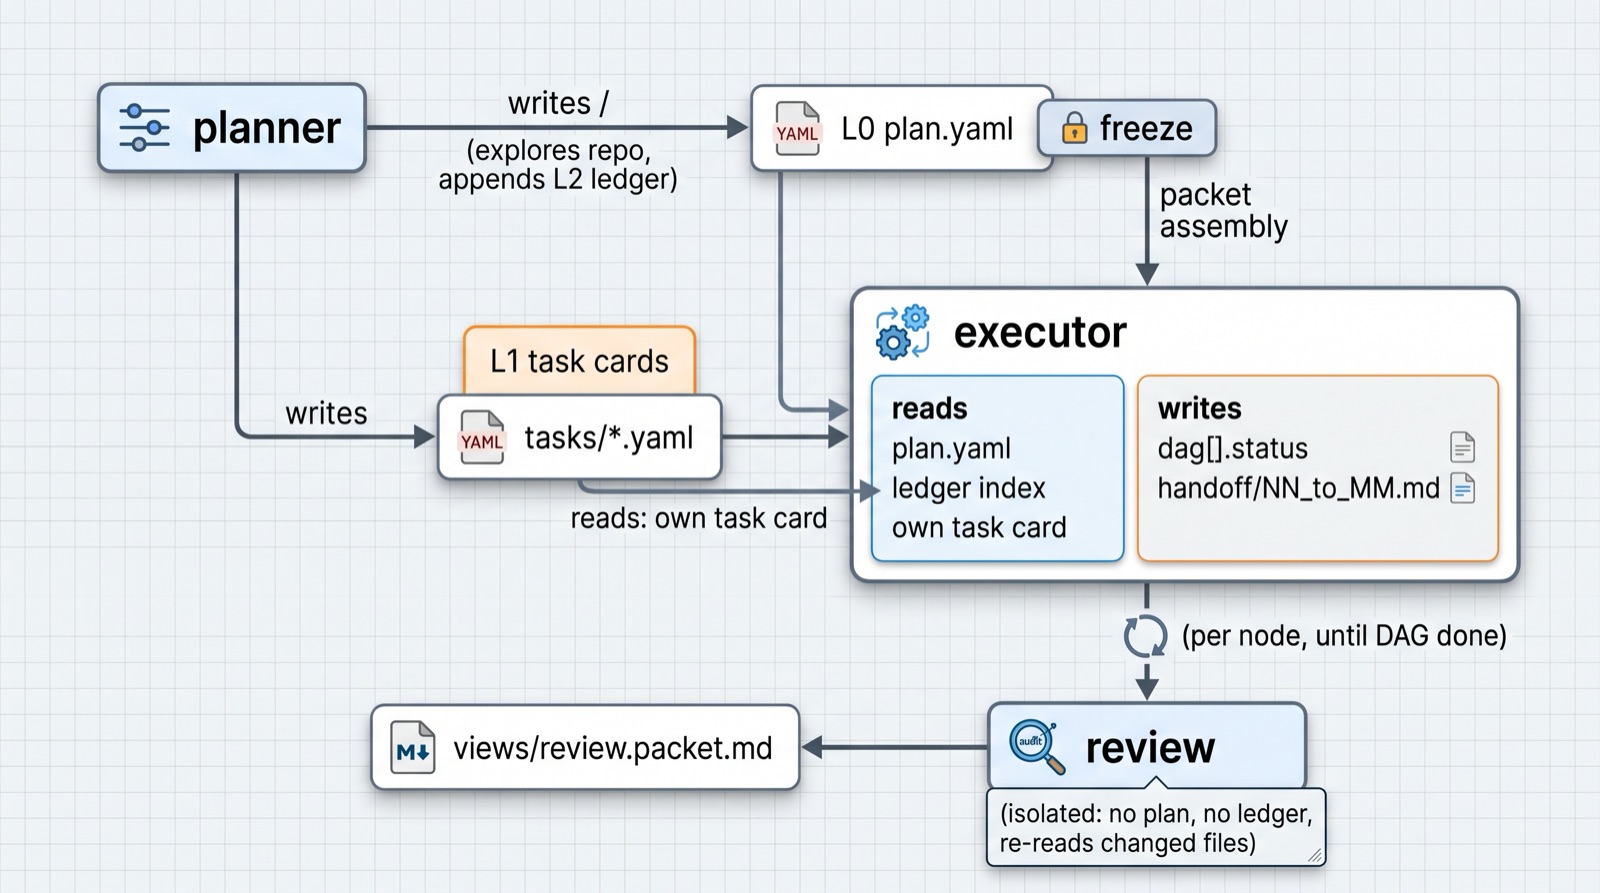 planner
writes /
(explores repo,
appends L2 ledger)
YAML
L0 plan.yaml
freeze
packet
assembly
L1 task cards
writes
YAML
tasks/*.yaml
reads: own task card
executor
reads
plan.yaml
ledger index
own task card
writes
dag[].status
handoff/NN_to_MM.md
(per node, until DAG done)
M↓
views/review.packet.md
audit
review
(isolated: no plan, no ledger,
re-reads changed files)